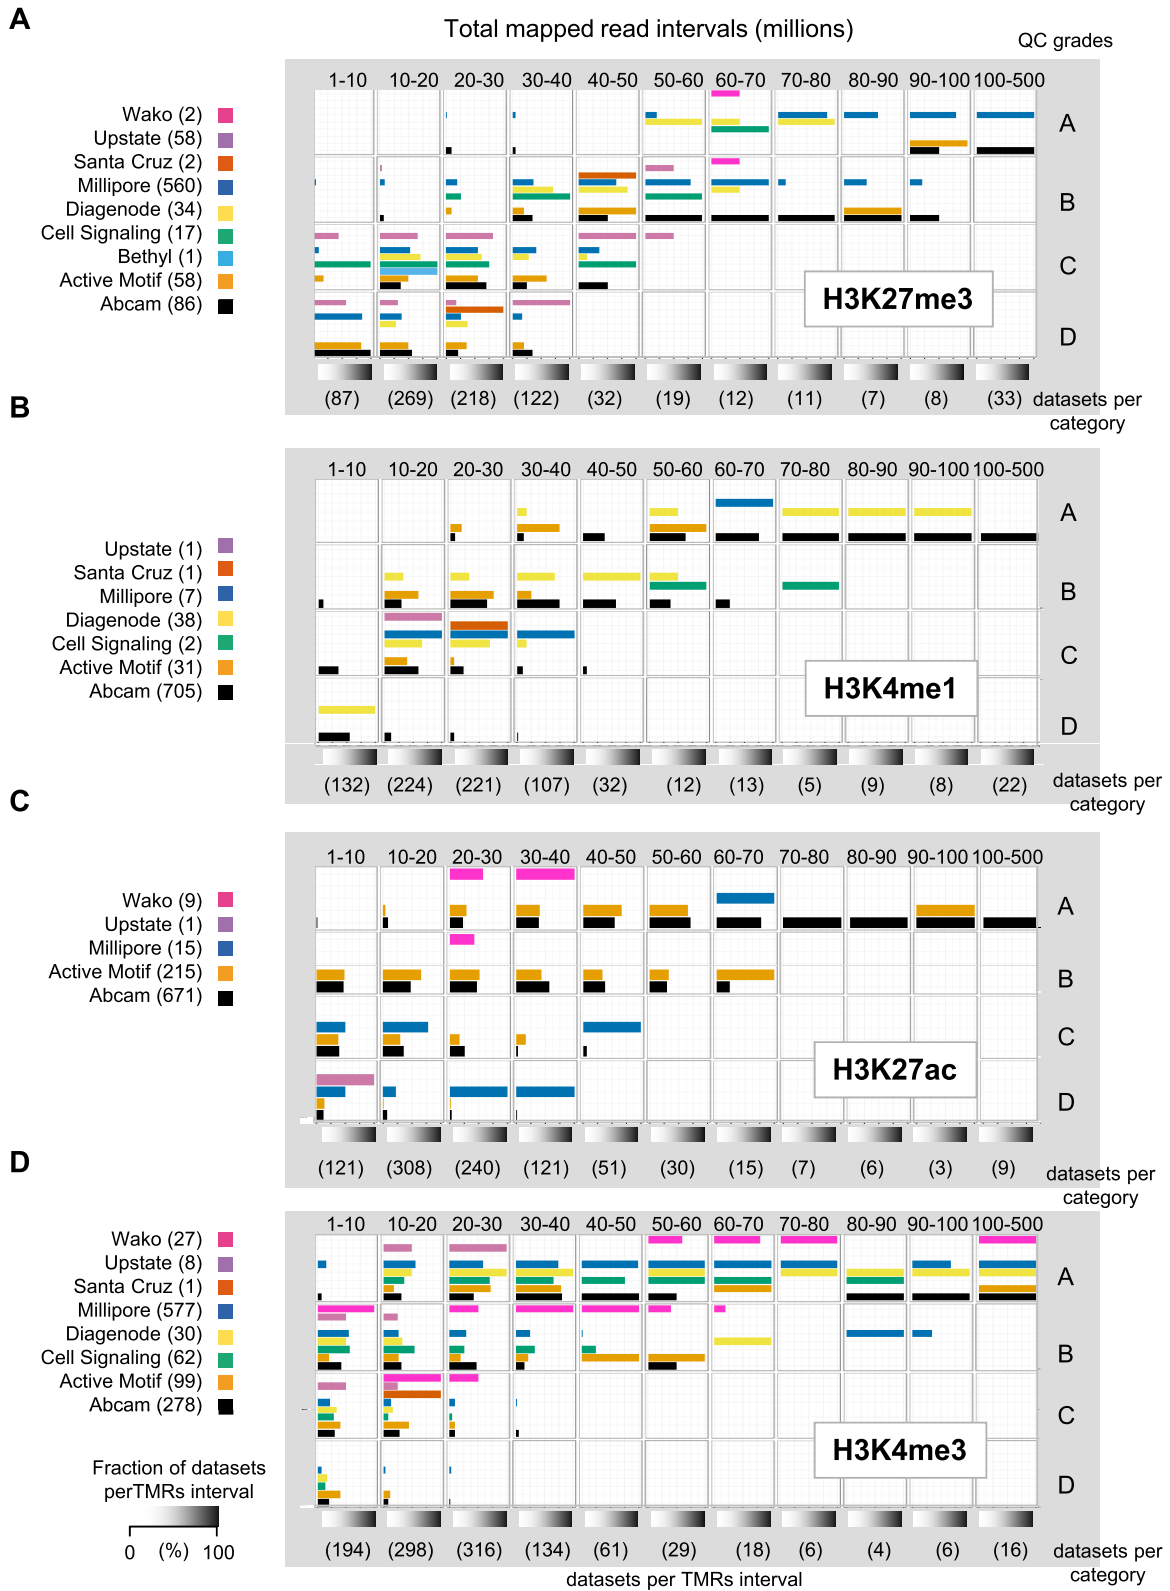 A
Total mapped read intervals (millions)
QC grades
1-10 10-20 20-30 30-40 40-50 50-60 60-70 70-80 80-90 90-100 100-500
Wako (2)
Upstate (58)
Santa Cruz (2)
Millipore (560)
Diagenode (34)
Cell Signaling (17)
Bethyl (1)
Active Motif (58)
Abcam (86)
A
B
C
H3K27me3
D
(87) (269) (218) (122) (32) (19) (12) (11) (7) (8) (33) datasets per
category
B
1-10 10-20 20-30 30-40 40-50 50-60 60-70 70-80 80-90 90-100 100-500
Upstate (1)
Santa Cruz (1)
Millipore (7)
Diagenode (38)
Cell Signaling (2)
Active Motif (31)
Abcam (705)
A
B
C
H3K4me1
D
(132) (224) (221) (107) (32) (12) (13) (5) (9) (8) (22) datasets per
category
C
1-10 10-20 20-30 30-40 40-50 50-60 60-70 70-80 80-90 90-100 100-500
Wako (9)
Upstate (1)
Millipore (15)
Active Motif (215)
Abcam (671)
A
B
C
H3K27ac
D
(121) (308) (240) (121) (51) (30) (15) (7) (6) (3) (9) datasets per
category
D
1-10 10-20 20-30 30-40 40-50 50-60 60-70 70-80 80-90 90-100 100-500
Wako (27)
Upstate (8)
Santa Cruz (1)
Millipore (577)
Diagenode (30)
Cell Signaling (62)
Active Motif (99)
Abcam (278)
A
B
C
H3K4me3
D
Fraction of datasets
perTMRs interval
0 (%) 100
(194) (298) (316) (134) (61) (29) (18) (6) (4) (6) (16) datasets per
category
datasets per TMRs interval